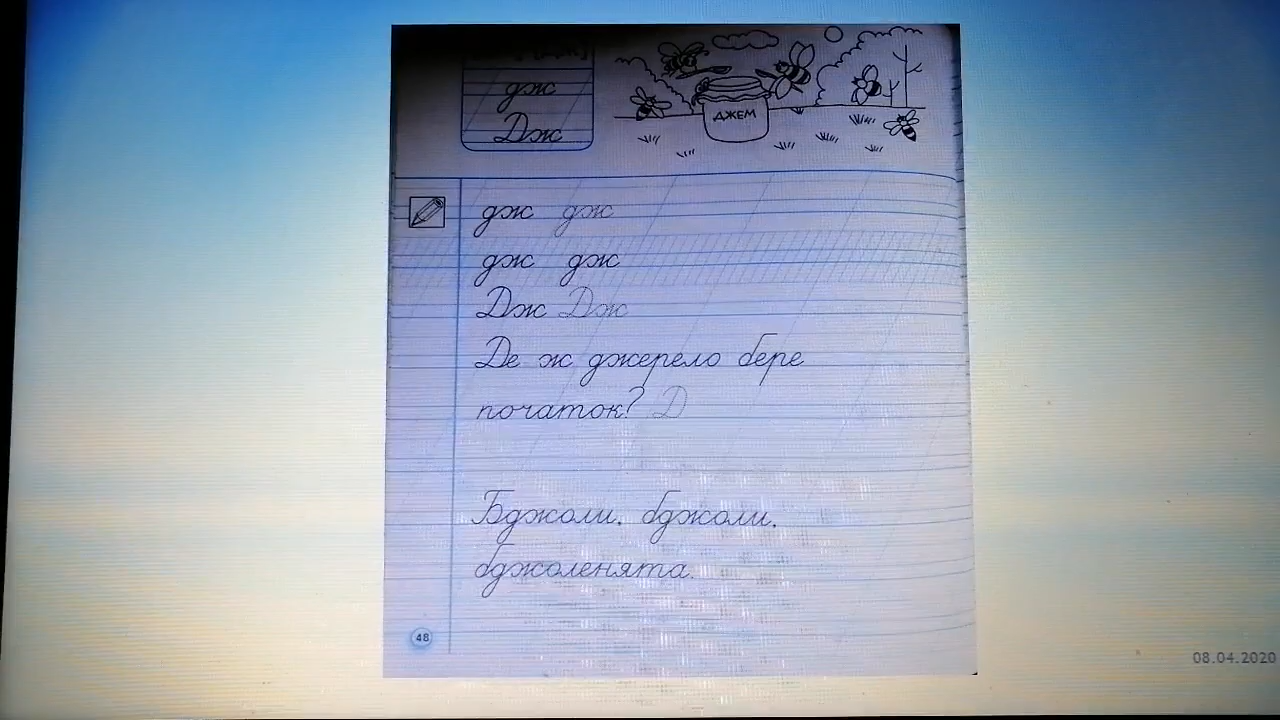 дж
Дж
ДЖЕМ
дж дж
дж дж
Дж Дж
Де ж джерело бере
початок? Д
Бджоли, бджоли,
бджоленята.
48
08.04.2020